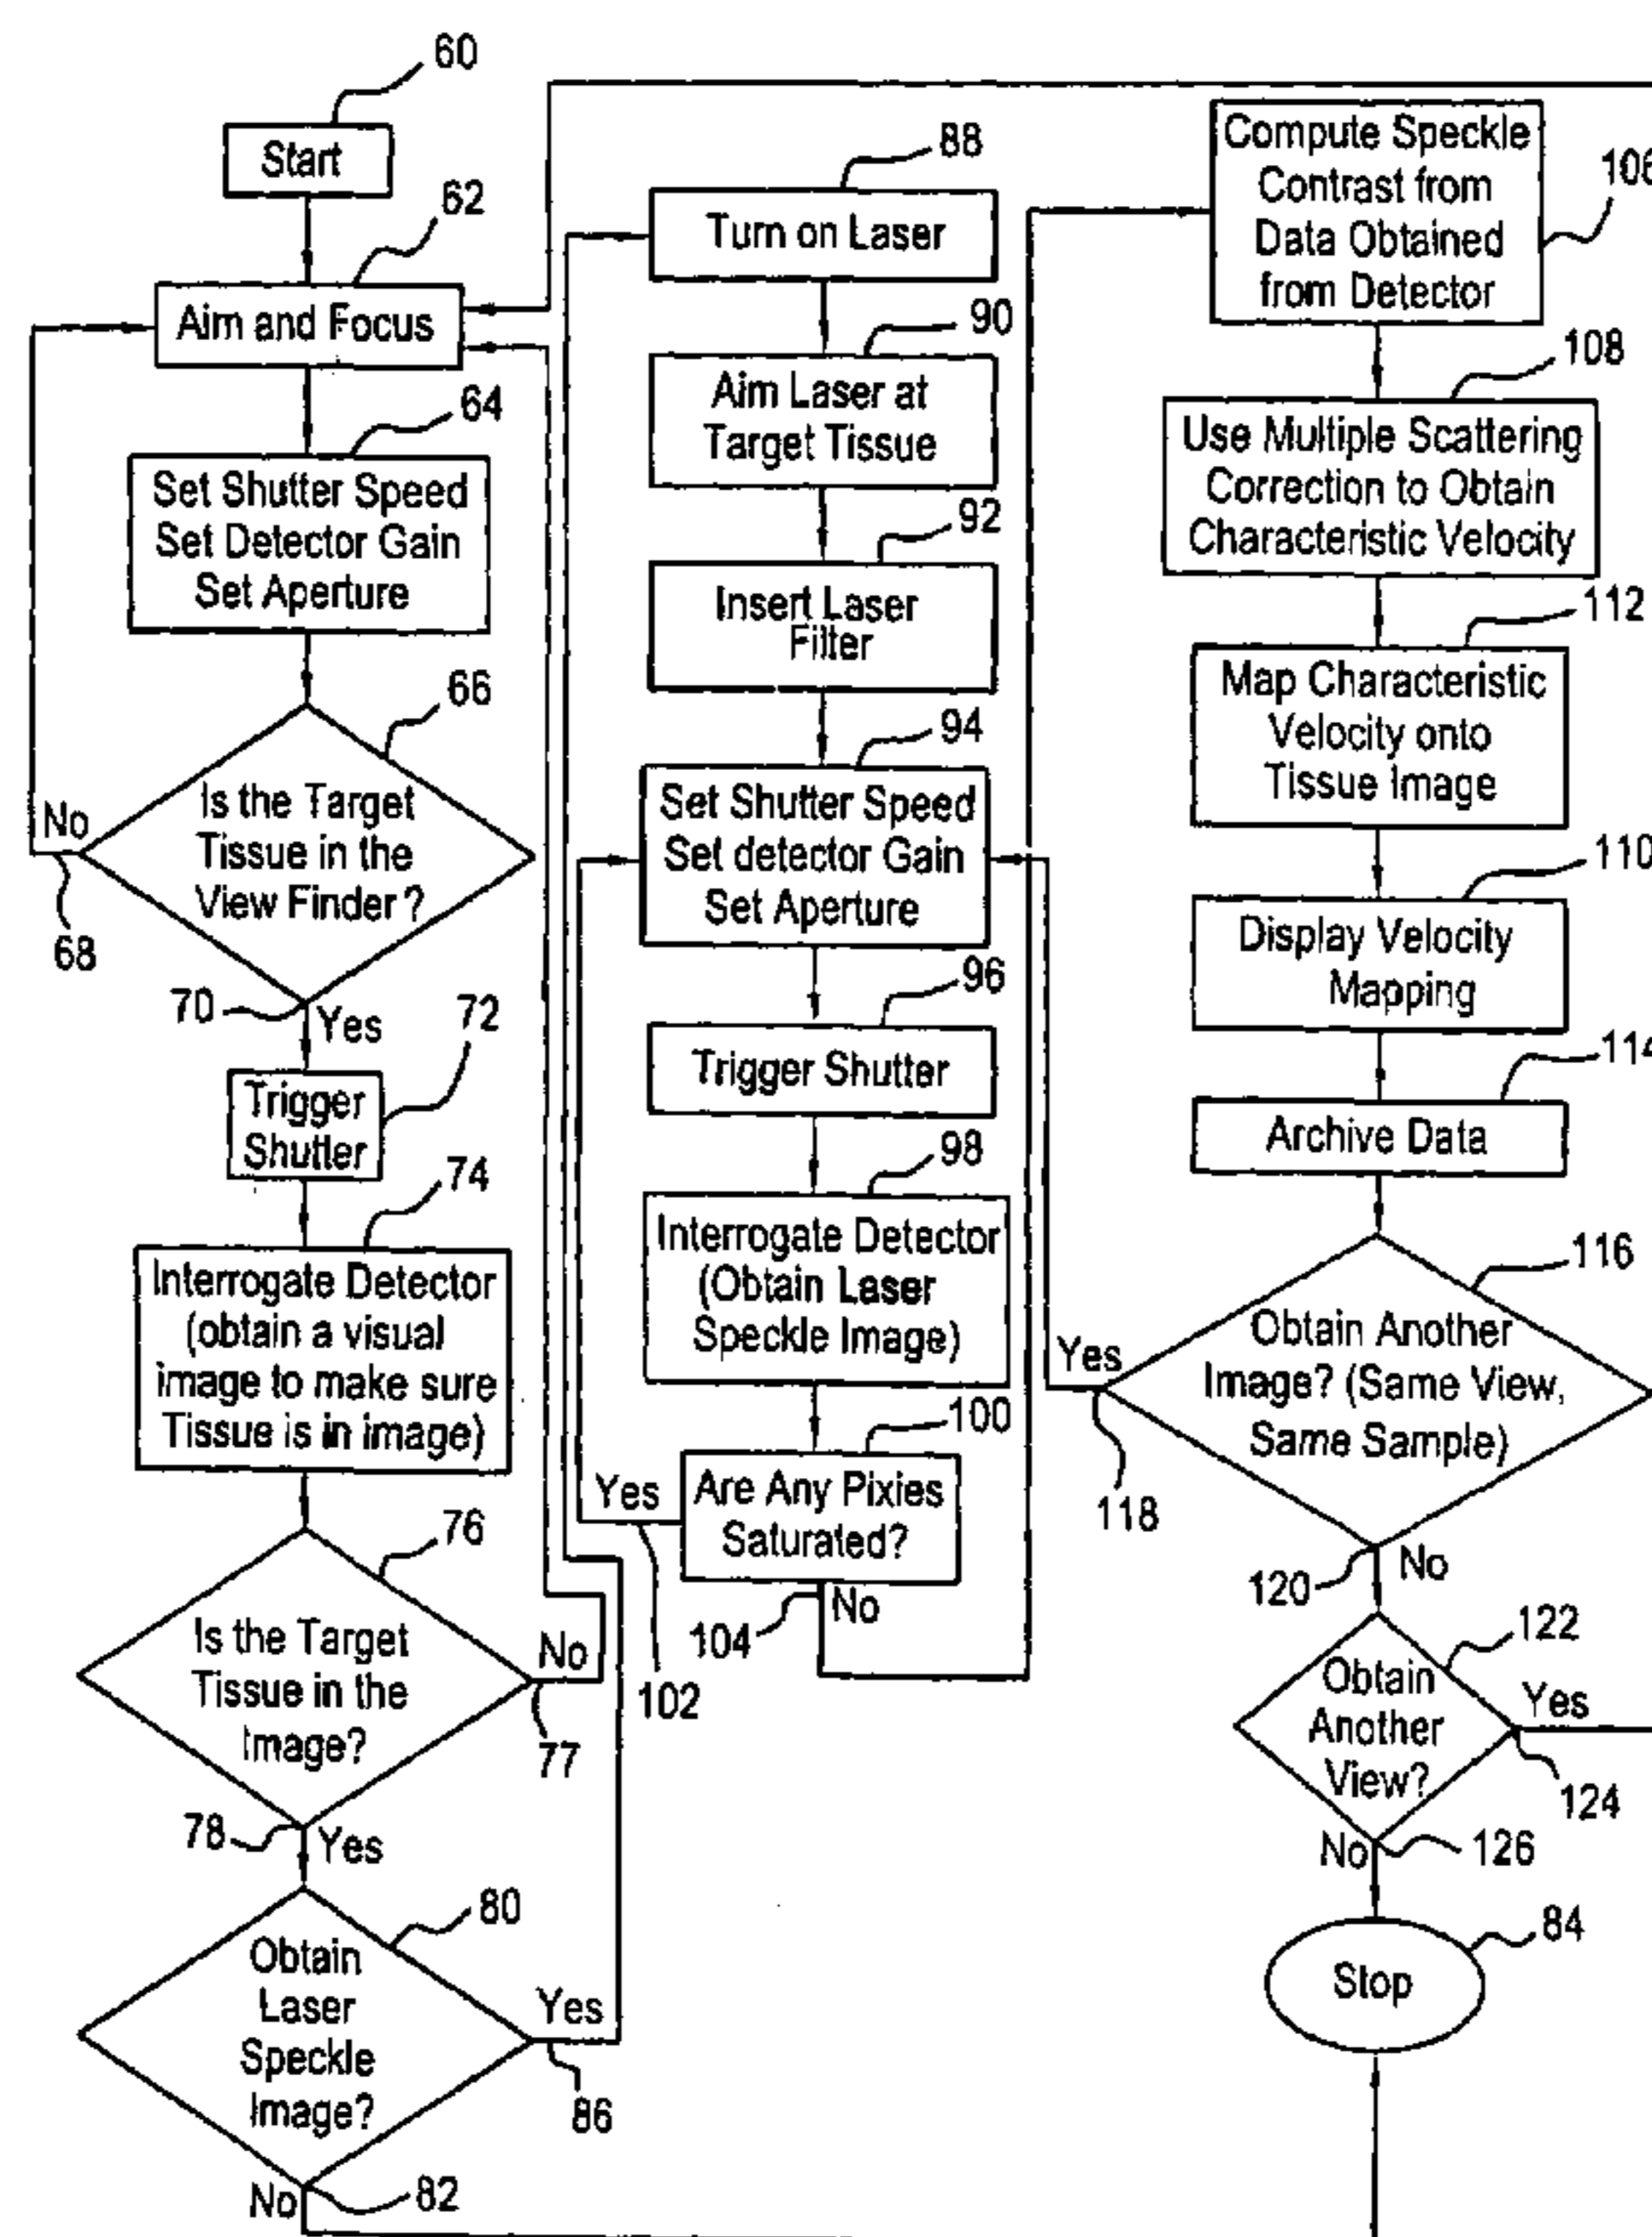 60
Start
62
Aim and Focus
64
Set Shutter Speed
Set Detector Gain
Set Aperture
66
Is the Target
Tissue in the
View Finder?
No
68
70
Yes
72
Trigger
Shutter
74
Interrogate Detector
(obtain a visual
image to make sure
Tissue is in image)
76
Is the Target
Tissue in the
Image?
No
77
78
Yes
80
Obtain
Laser
Speckle
Image?
Yes
86
No
82
88
Turn on Laser
90
Aim Laser at
Target Tissue
92
Insert Laser
Filter
94
Set Shutter Speed
Set detector Gain
Set Aperture
96
Trigger Shutter
98
Interrogate Detector
(Obtain Laser
Speckle Image)
100
Are Any Pixies
Saturated?
Yes
102
104
No
Compute Speckle
Contrast from
Data Obtained
from Detector
106
108
Use Multiple Scattering
Correction to Obtain
Characteristic Velocity
112
Map Characteristic
Velocity onto
Tissue Image
110
Display Velocity
Mapping
114
Archive Data
116
Obtain Another
Image? (Same View,
Same Sample)
Yes
118
120
No
122
Obtain
Another
View?
Yes
124
No
126
84
Stop